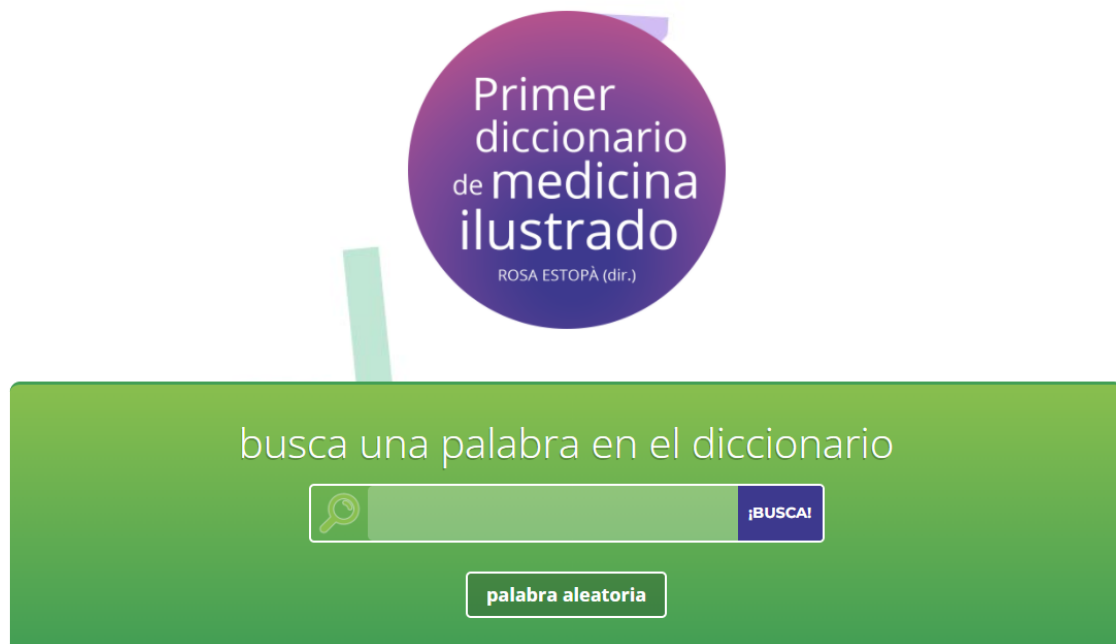 Primer
diccionario
de medicina
ilustrado
ROSA ESTOPÀ (dir.)
busca una palabra en el diccionario
¡BUSCA!
palabra aleatoria